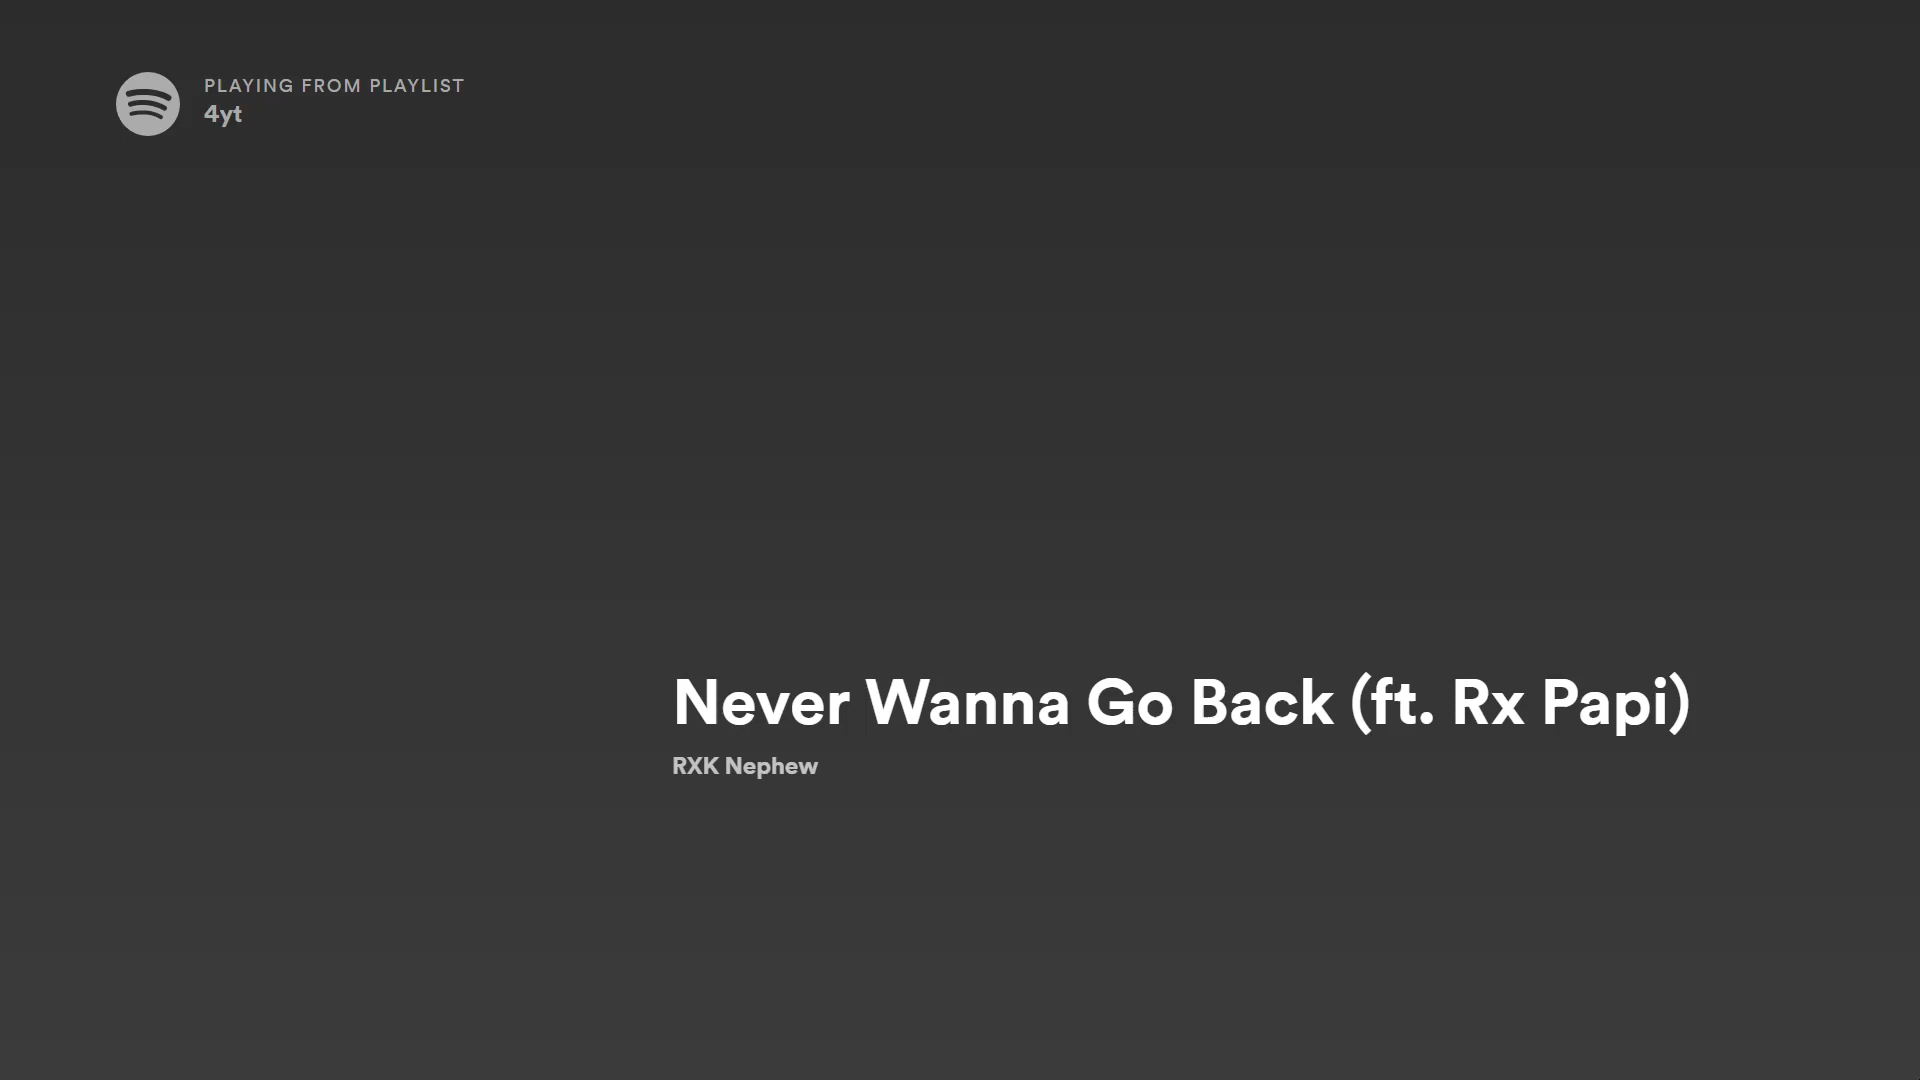 PLAYING FROM PLAYLIST
4yt
Never Wanna Go Back (ft. Rx Papi)
RXK Nephew